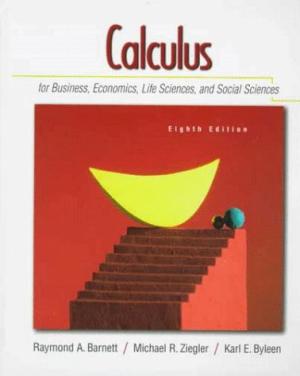 Calculus
for Business, Economics, Life Sciences, and Social Sciences
Eighth Edition
Raymond A. Barnett / Michael R. Ziegler / Karl E. Byleen